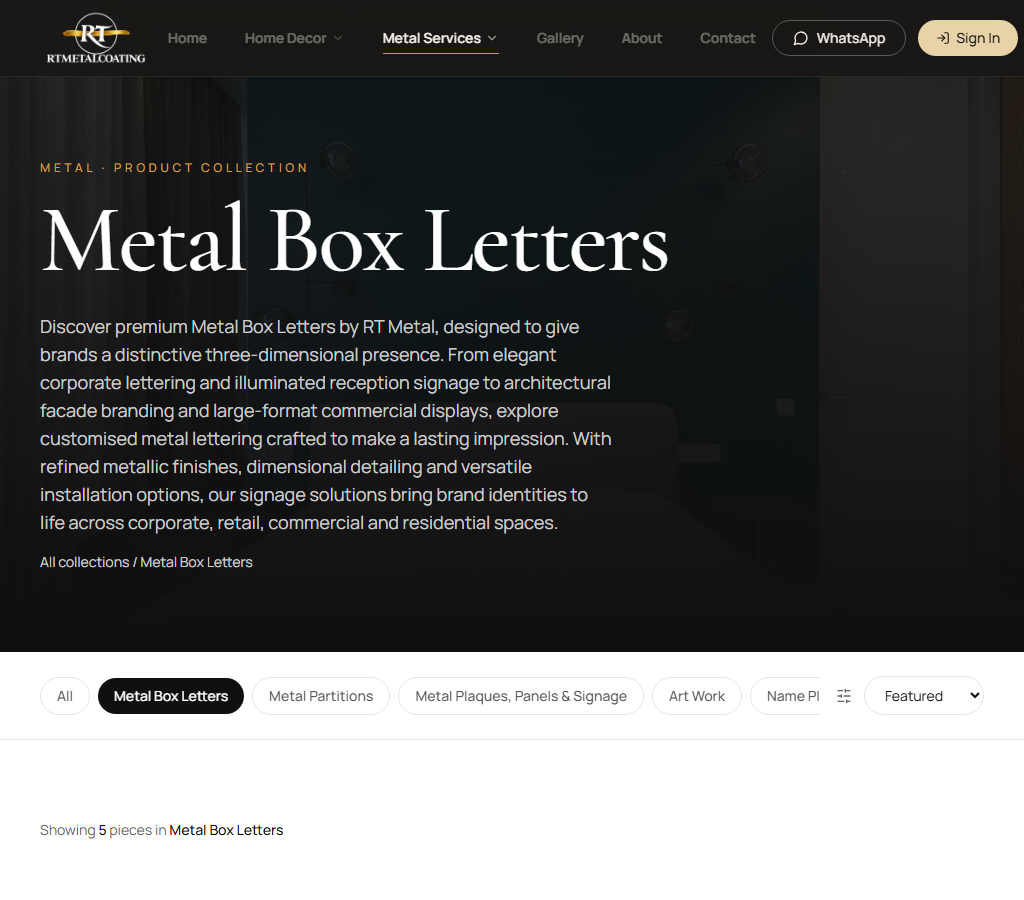 RT
RTMETALCOATING
Home
Home Decor
Metal Services
Gallery
About
Contact
WhatsApp
Sign In
METAL · PRODUCT COLLECTION
Metal Box Letters
Discover premium Metal Box Letters by RT Metal, designed to give
brands a distinctive three-dimensional presence. From elegant
corporate lettering and illuminated reception signage to architectural
facade branding and large-format commercial displays, explore
customised metal lettering crafted to make a lasting impression. With
refined metallic finishes, dimensional detailing and versatile
installation options, our signage solutions bring brand identities to
life across corporate, retail, commercial and residential spaces.
All collections / Metal Box Letters
All
Metal Box Letters
Metal Partitions
Metal Plaques, Panels & Signage
Art Work
Name Pl
Featured
Showing 5 pieces in Metal Box Letters